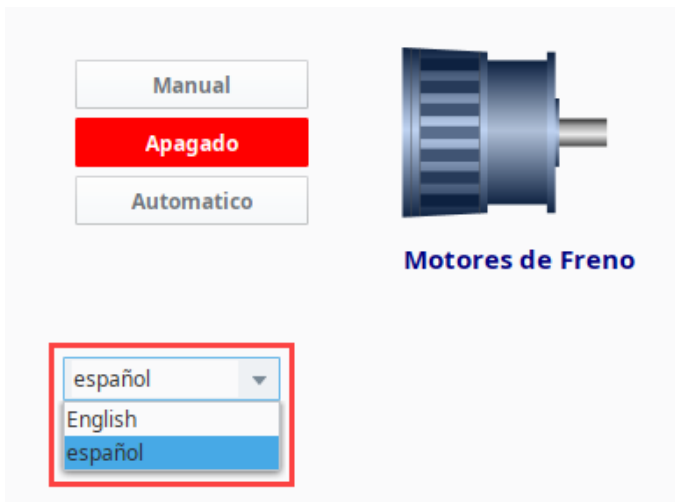 Manual
Apagado
Automatico
Motores de Freno
español
English
español